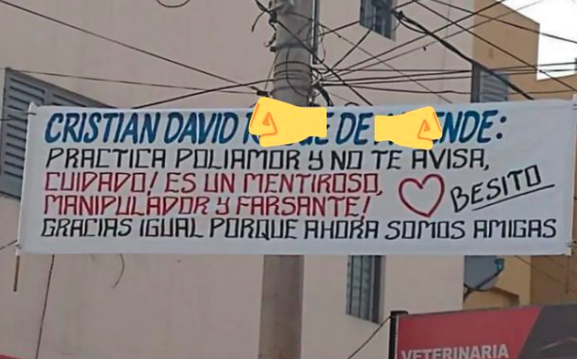 CRISTIAN DAVID DE
PRACTICA POLIAMOR Y NO TE AVISA,
CUIDADO! ES UN MENTIROSO,
MANIPULADOR Y FARSANTE!
BESITO
GRACIAS IGUAL PORQUE AHORA SOMOS AMIGAS
VETERINARIA